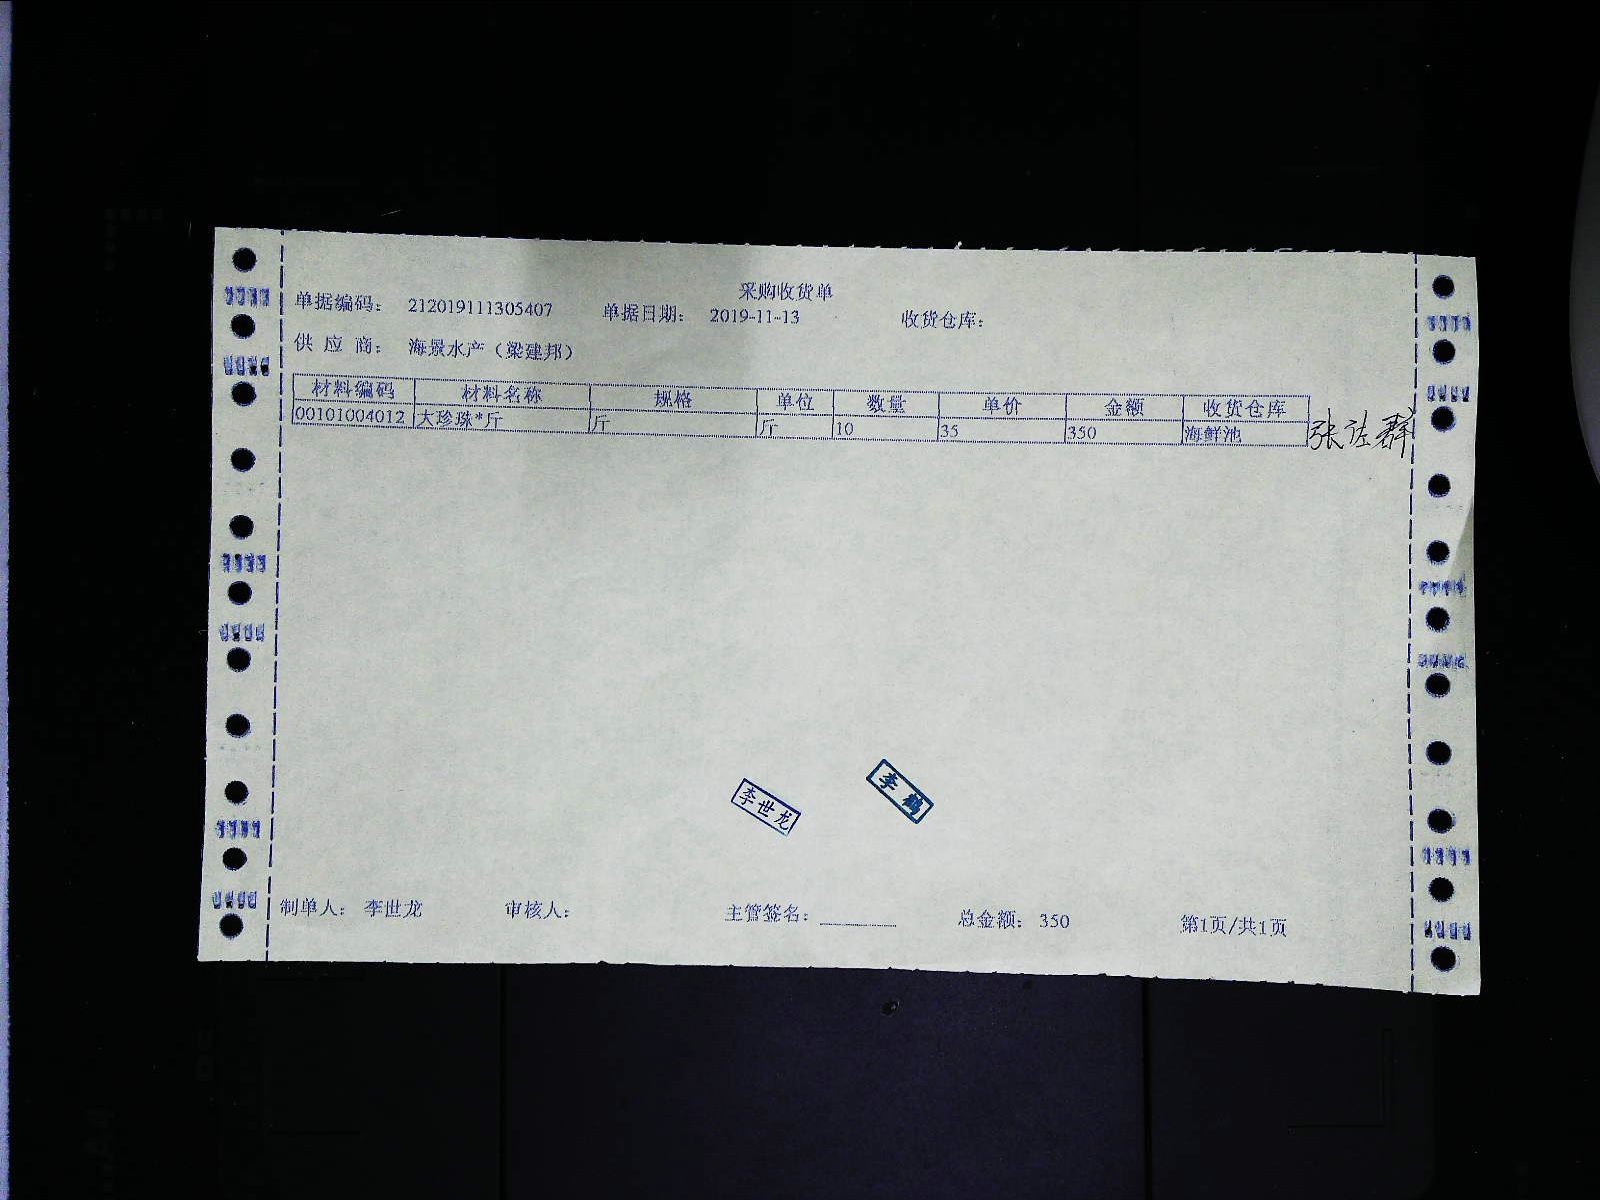 采购收货单
单据编码： 212019111305407 单据日期： 2019-11-13 收货仓库：
供 应 商： 海景水产（梁建邦）
材料编码 材料名称 规格 单位 数量 单价 金额 收货仓库
00101004012 大珍珠*斤 斤 斤 10 35 350 海鲜池
李世龙
李鹤
制单人： 李世龙 审核人： 主管签名： 总金额： 350 第1页/共1页